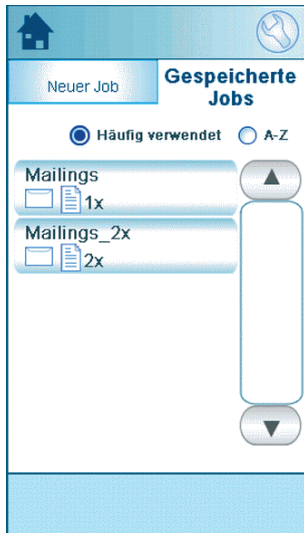 Neuer Job
Gespeicherte
Jobs
Häufig verwendet
A-Z
Mailings
1x
Mailings_2x
2x